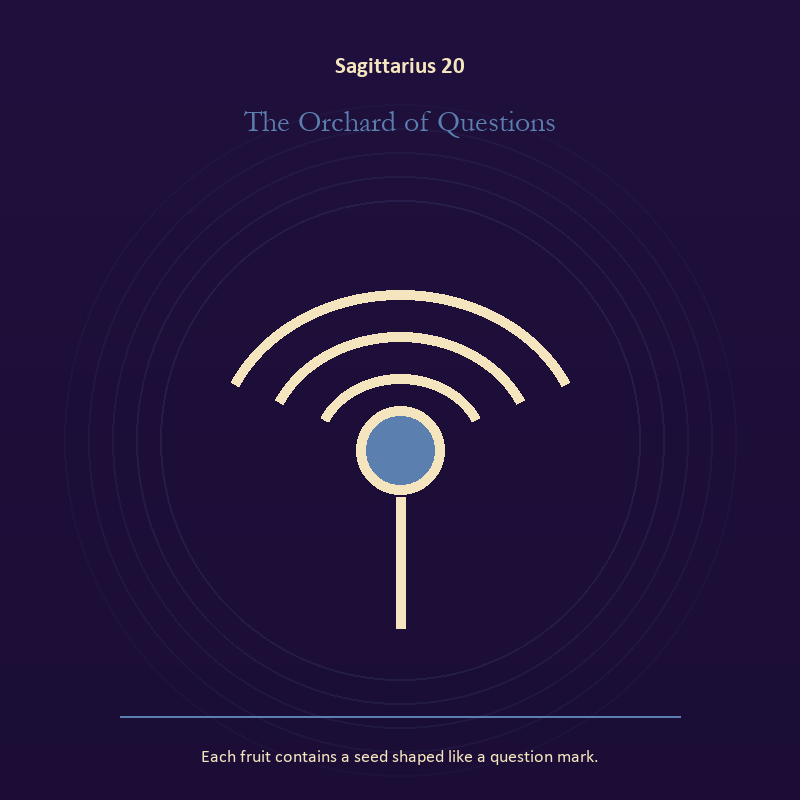 Sagittarius 20
The Orchard of Questions
Each fruit contains a seed shaped like a question mark.